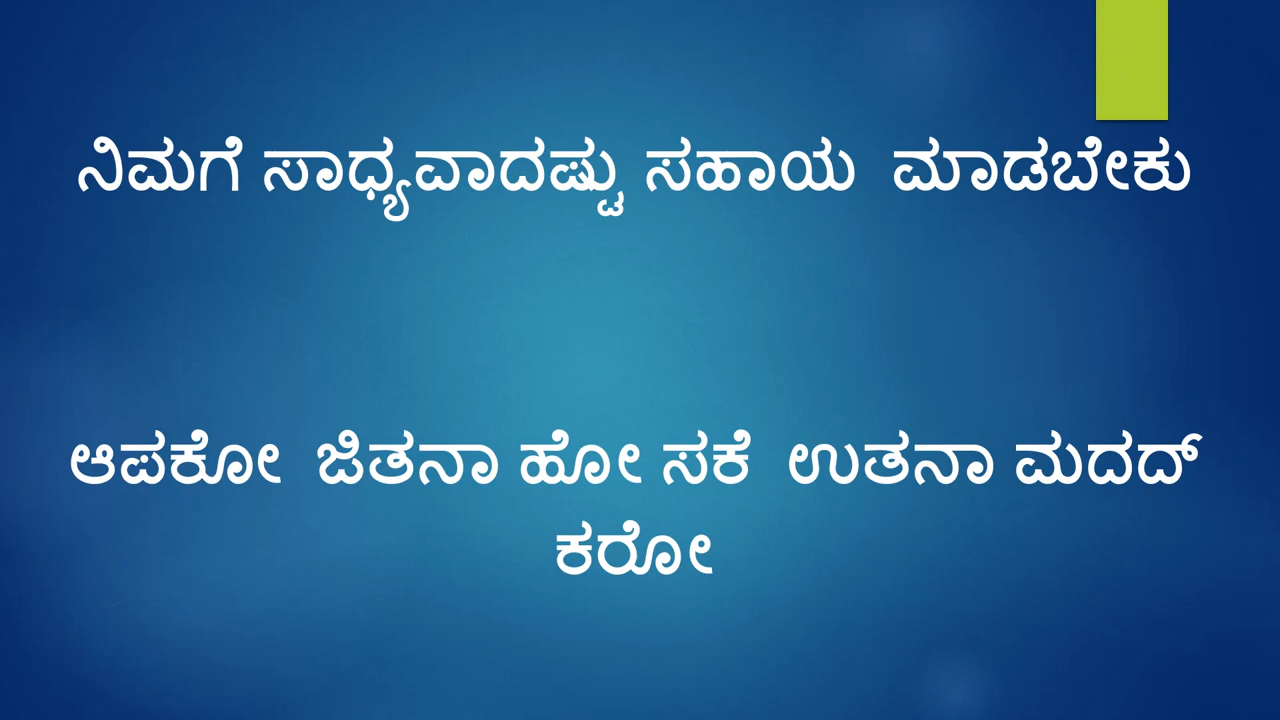 ನಿಮಗೆ ಸಾಧ್ಯವಾದಷ್ಟು ಸಹಾಯ ಮಾಡಬೇಕು
ಆಪಕೋ ಜಿತನಾ ಹೋ ಸಕೆ ಉತನಾ ಮದದ್
ಕರೋ